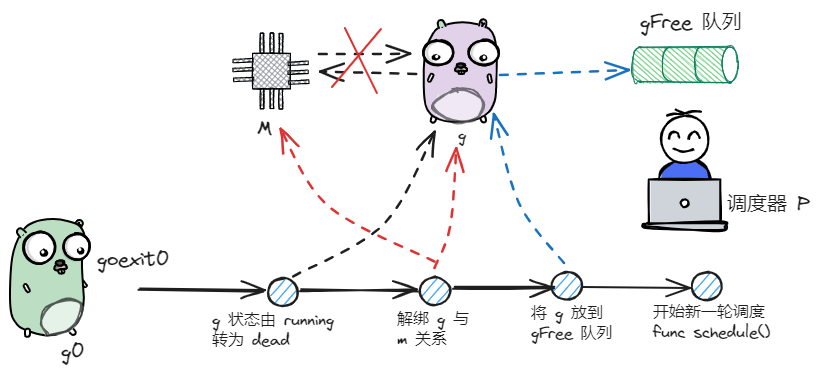 gFree 队列
M
g
调度器 P
goexit0
g0
g 状态由 running
转为 dead
解绑 g 与
m 关系
将 g 放到
gFree 队列
开始新一轮调度
func schedule()